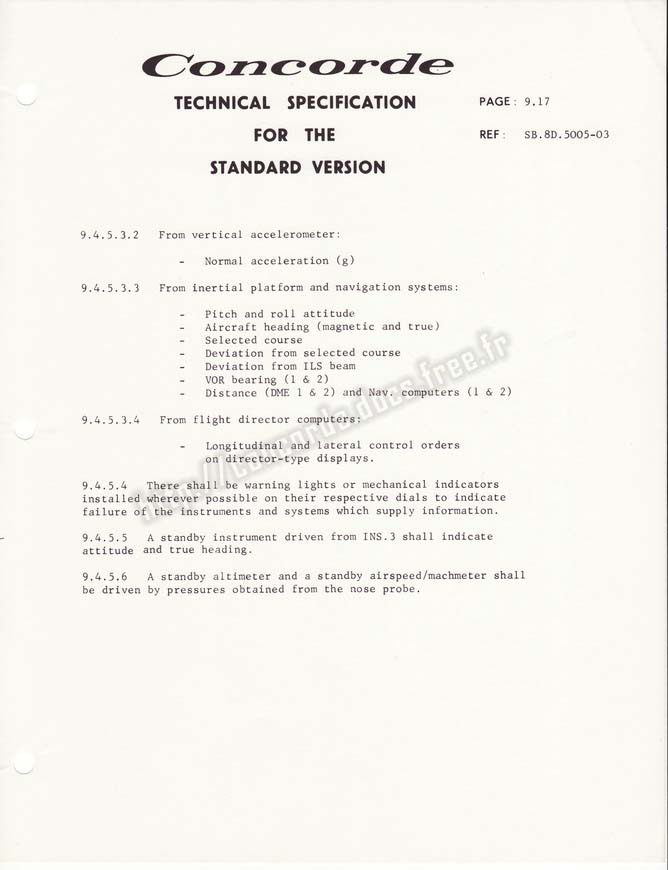 Concorde
TECHNICAL SPECIFICATION
FOR THE
STANDARD VERSION
PAGE: 9.17
REF: SB.8D.5005-03
9.4.5.3.2 From vertical accelerometer:
- Normal acceleration (g)
9.4.5.3.3 From inertial platform and navigation systems:
- Pitch and roll attitude
- Aircraft heading (magnetic and true)
- Selected course
- Deviation from selected course
- Deviation from ILS beam
- VOR bearing (1 & 2)
- Distance (DME 1 & 2) and Nav. computers (1 & 2)
9.4.5.3.4 From flight director computers:
- Longitudinal and lateral control orders
on director-type displays.
9.4.5.4 There shall be warning lights or mechanical indicators
installed wherever possible on their respective dials to indicate
failure of the instruments and systems which supply information.
9.4.5.5 A standby instrument driven from INS.3 shall indicate
attitude and true heading.
9.4.5.6 A standby altimeter and a standby airspeed/machmeter shall
be driven by pressures obtained from the nose probe.
http://concorde.docs.free.fr